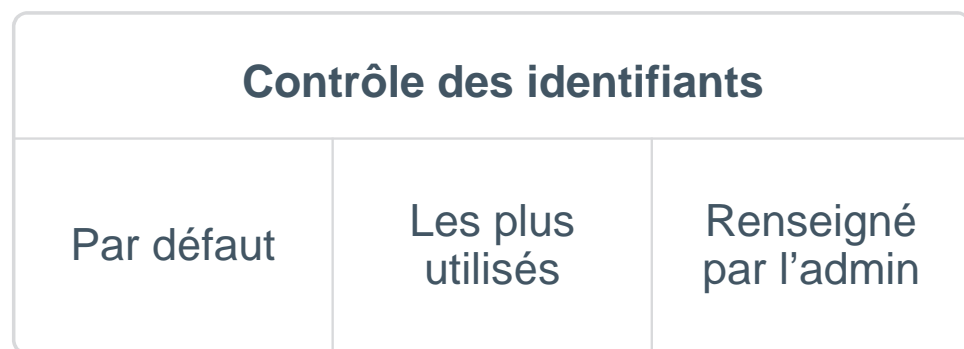 Contrôle des identifiants
Par défaut
Les plus
utilisés
Renseigné
par l’admin